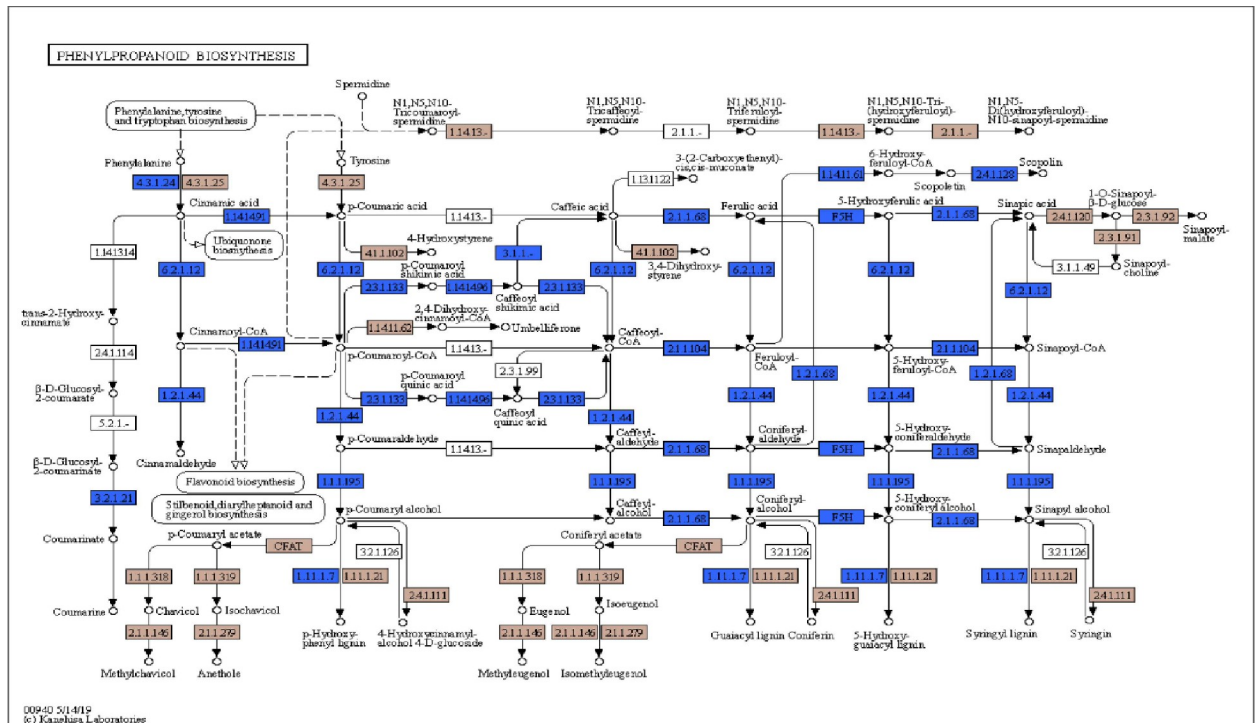 PHENYLPROPANOID BIOSYNTHESIS
Spermidine
Phenylalanine, tyrosine
and tryptophan biosynthesis
N1,N5,N10-
Tricoumaroyl-
spermidine
1.14.13.-
N1,N5,N10-
Tricaffeoyl-
spermidine
2.1.1.-
N1,N5,N10-
Triferuloyl-
spermidine
1.14.13.-
N1,N5,N10-Tri-
(hydroxyferuloyl)-
spermidine
2.1.1.-
N1,N5-
Di(hydroxyferuloyl)-
N10-sinapoyl-spermidine
Phenylalanine
Tyrosine
3-(2-Carboxyethenyl)-
cis,cis-muconate
1.13.11.22
6-Hydroxy-
feruloyl-CoA
1.14.11.61
Scopoletin
2.4.1.128
Scopolin
4.3.1.24
4.3.1.25
4.3.1.25
Cinnamic acid
1.14.14.91
p-Coumaric acid
1.14.13.-
Caffeic acid
2.1.1.68
Ferulic acid
F5H
5-Hydroxyferulic acid
2.1.1.68
Sinapic acid
2.4.1.120
1-O-Sinapoyl-
β-D-glucose
2.3.1.92
Sinapoyl-
malate
2.3.1.91
3.1.1.49
Sinapoyl-
choline
Ubiquonone
biosnythesis
1.14.13.14
4.1.1.102
4-Hydroxystyrene
3.1.1.-
4.1.1.102
3,4-Dihydroxy-
styrene
6.2.1.12
6.2.1.12
6.2.1.12
6.2.1.12
6.2.1.12
6.2.1.12
p-Coumaroyl
shikimic acid
2.3.1.133
1.14.14.96
Caffeoyl
shikimic acid
2.3.1.133
trans-2-Hydroxy-
cinnamate
2,4-Dihydroxy-
cinnamoyl-CoA
1.14.11.62
Umbelliferone
Cinnamoyl-CoA
1.14.14.91
p-Coumaroyl-CoA
1.14.13.-
Caffeoyl-
CoA
2.1.1.104
Feruloyl-
CoA
5-Hydroxy-
feruloyl-CoA
2.1.1.104
Sinapoyl-CoA
2.4.1.114
2.3.1.99
1.2.1.68
1.2.1.68
β-D-Glucosyl-
2-coumarate
1.2.1.44
1.2.1.44
p-Coumaroyl
quinic acid
2.3.1.133
1.14.14.96
Caffeoyl
quinic acid
2.3.1.133
1.2.1.44
1.2.1.44
1.2.1.44
1.2.1.44
5.2.1.-
p-Coumaraldehyde
1.14.13.-
Caffeyl-
aldehyde
2.1.1.68
Coniferyl-
aldehyde
F5H
5-Hydroxy-
coniferaldehyde
2.1.1.68
Sinapaldehyde
Cinnamaldehyde
β-D-Glucosyl-
2-coumarinate
Flavonoid biosynthesis
1.1.1.195
1.1.1.195
1.1.1.195
1.1.1.195
1.1.1.195
3.2.1.21
Stilbenoid, diarylheptanoid and
gingerol biosynthesis
p-Coumaryl alcohol
Caffeyl-
alcohol
2.1.1.68
Coniferyl-
alcohol
F5H
5-Hydroxy-
coniferyl alcohol
2.1.1.68
Sinapyl alcohol
Coumarinate
p-Coumaryl acetate
CFAT
3.2.1.126
Coniferyl acetate
CFAT
3.2.1.126
3.2.1.126
1.1.1.318
1.1.1.319
1.11.1.7
1.11.1.21
2.4.1.111
1.1.1.318
1.1.1.319
1.11.1.7
1.11.1.21
2.4.1.111
1.11.1.7
1.11.1.21
1.11.1.7
1.11.1.21
2.4.1.111
Coumarine
Chavicol
Isochavicol
Eugenol
Isoeugenol
p-Hydroxy-
phenyl lignin
4-Hydroxycinnamyl-
alcohol 4-D-glucoside
Guaiacyl lignin
Coniferin
5-Hydroxy-
guaiacyl lignin
Syringyl lignin
Syringin
2.1.1.146
2.1.1.279
2.1.1.146
2.1.1.146
2.1.1.279
Methylchavicol
Anethole
Methyleugenol
Isomethyleugenol
00940 5/14/19
(c) Kanehisa Laboratories